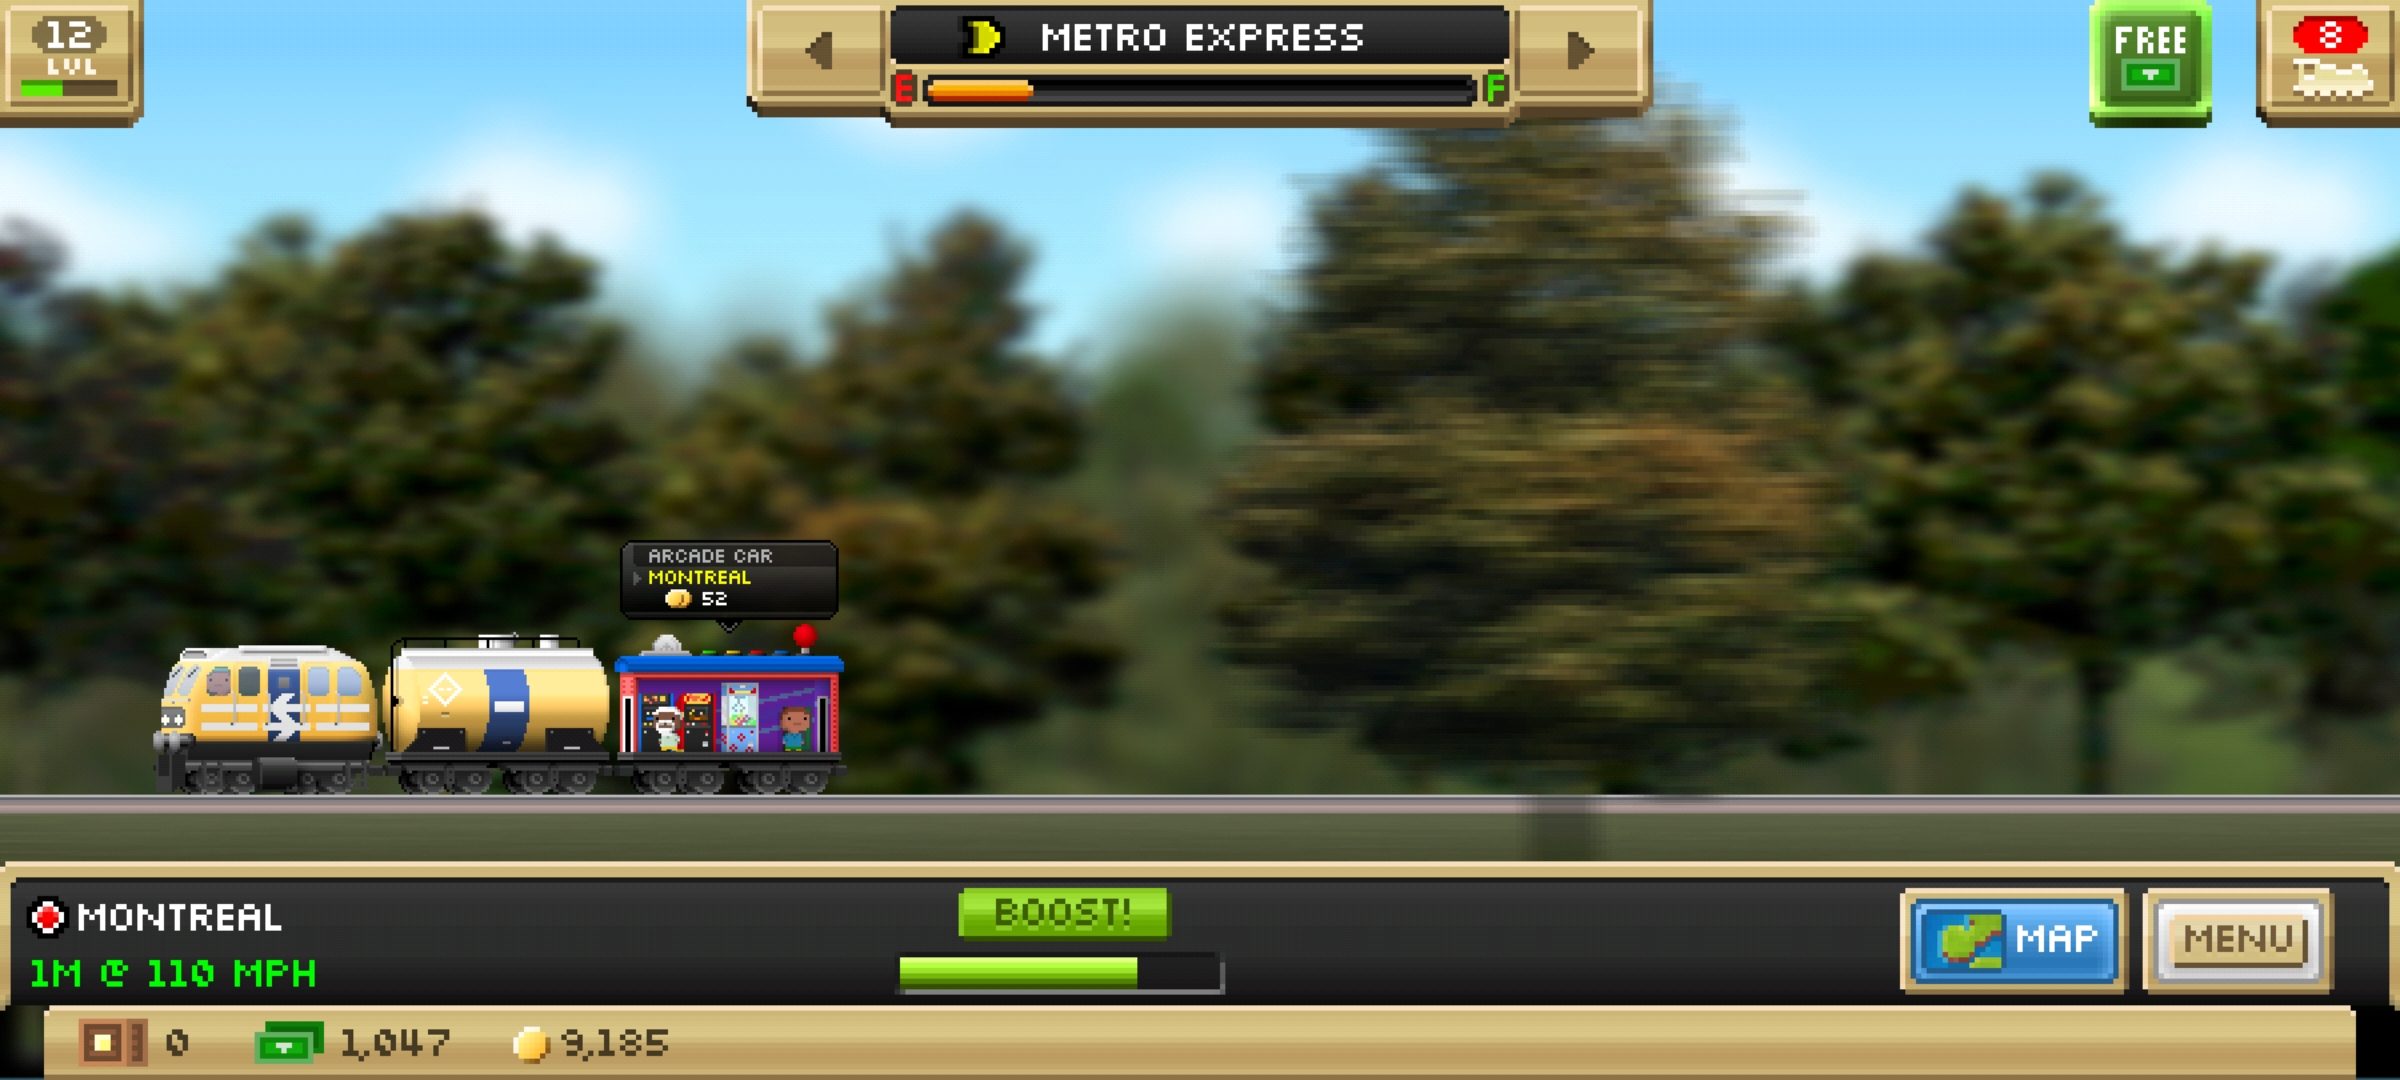 12
LVL
METRO EXPRESS
E F
FREE
8
ARCADE CAR
MONTREAL
52
MONTREAL
1M @ 110 MPH
BOOST!
MAP
MENU
0
1,047
9,185